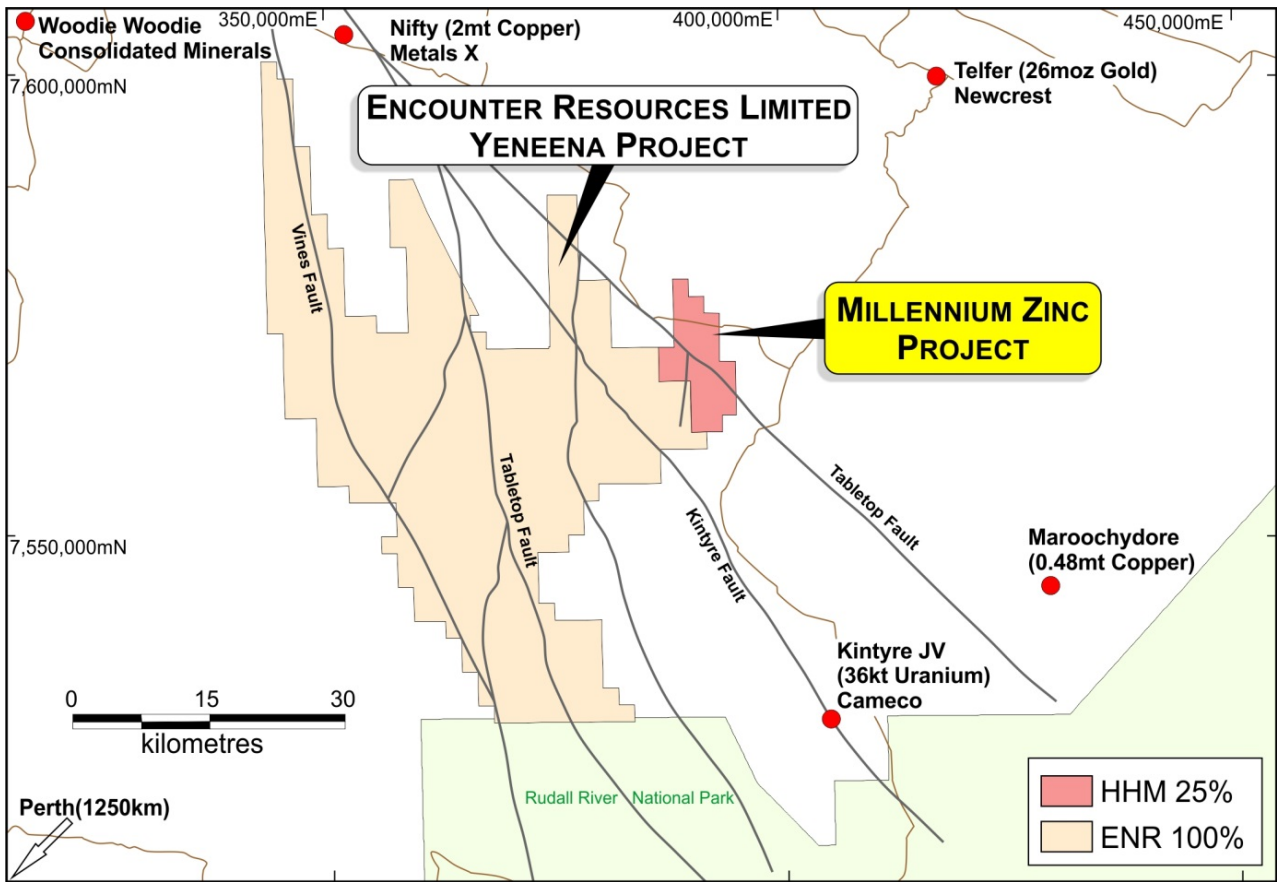 350,000mE
400,000mE
450,000mE
Woodie Woodie
Consolidated Minerals
Nifty (2mt Copper)
Metals X
Telfer (26moz Gold)
Newcrest
7,600,000mN
ENCOUNTER RESOURCES LIMITED
YENEENA PROJECT
Vines Fault
MILLENNIUM ZINC
PROJECT
Tabletop Fault
Kintyre Fault
Tabletop Fault
7,550,000mN
Maroochydore
(0.48mt Copper)
Kintyre JV
(36kt Uranium)
Cameco
0 15 30
kilometres
Rudall River National Park
HHM 25%
ENR 100%
Perth(1250km)